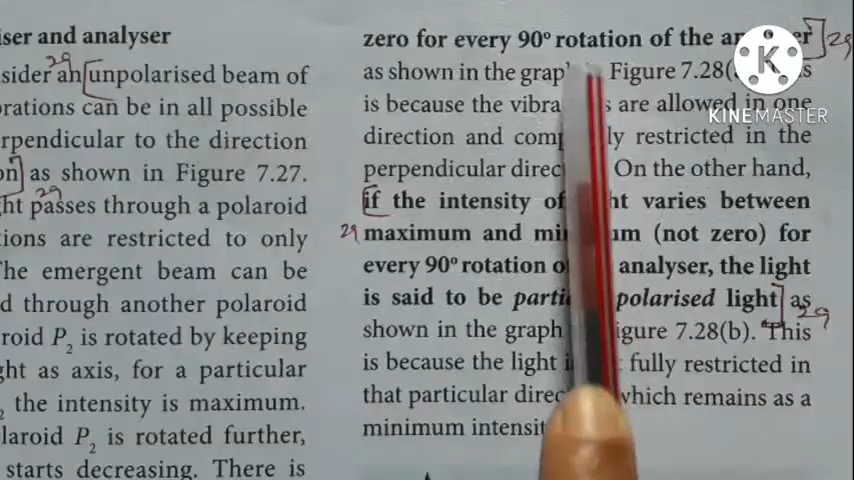 iser and analyser
29
sider an unpolarised beam of
rations can be in all possible
rpendicular to the direction
on as shown in Figure 7.27.
29
ht passes through a polaroid
tions are restricted to only
he emergent beam can be
d through another polaroid
roid P2 is rotated by keeping
ght as axis, for a particular
2 the intensity is maximum.
laroid P2 is rotated further,
starts decreasing. There is
zero for every 90° rotation of the an er
29
as shown in the grap Figure 7.28( s
is because the vibra s are allowed in one
direction and comp ly restricted in the
perpendicular direc On the other hand,
if the intensity of ht varies between
29 maximum and mi um (not zero) for
every 90° rotation o analyser, the light
is said to be parti polarised light as
29
shown in the graph igure 7.28(b). This
is because the light i fully restricted in
that particular direc which remains as a
minimum intensit
K
KINEMASTER